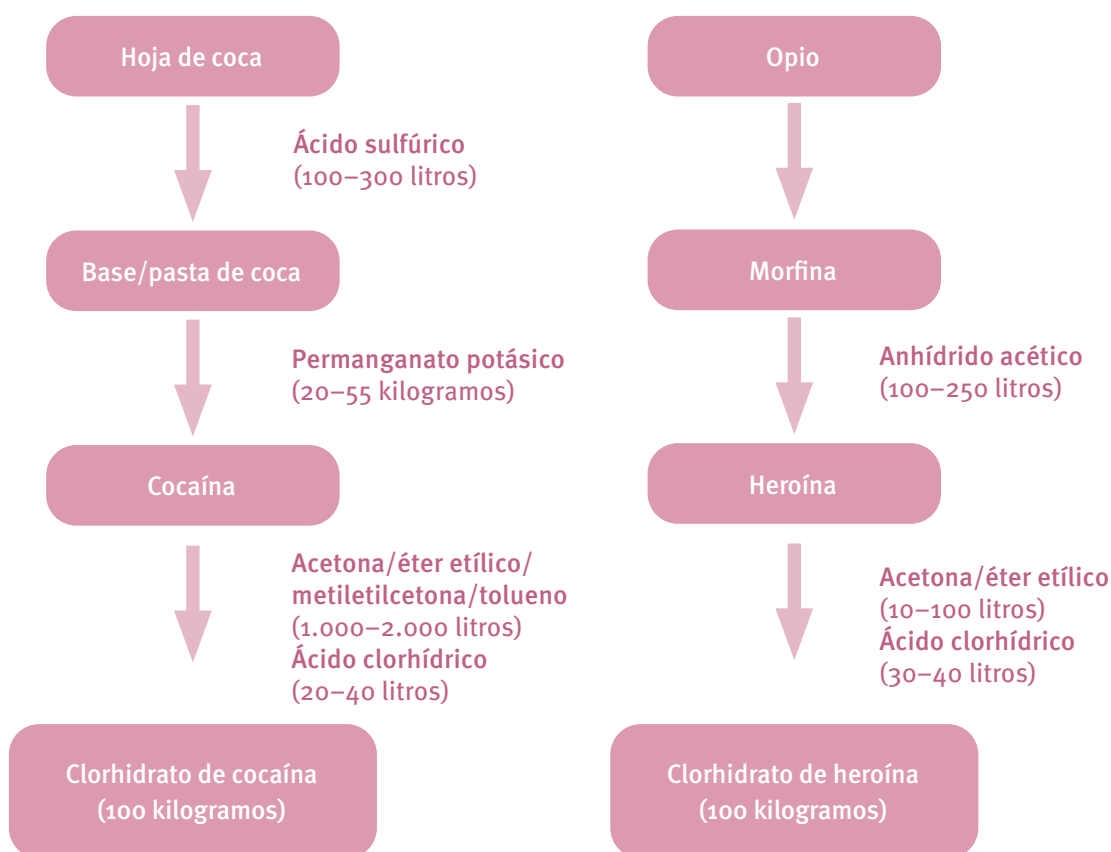 Hoja de coca
Ácido sulfúrico
(100–300 litros)
Base/pasta de coca
Permanganato potásico
(20–55 kilogramos)
Cocaína
Acetona/éter etílico/
metiletilcetona/tolueno
(1.000–2.000 litros)
Ácido clorhídrico
(20–40 litros)
Clorhidrato de cocaína
(100 kilogramos)
Opio
Morfina
Anhídrido acético
(100–250 litros)
Heroína
Acetona/éter etílico
(10–100 litros)
Ácido clorhídrico
(30–40 litros)
Clorhidrato de heroína
(100 kilogramos)